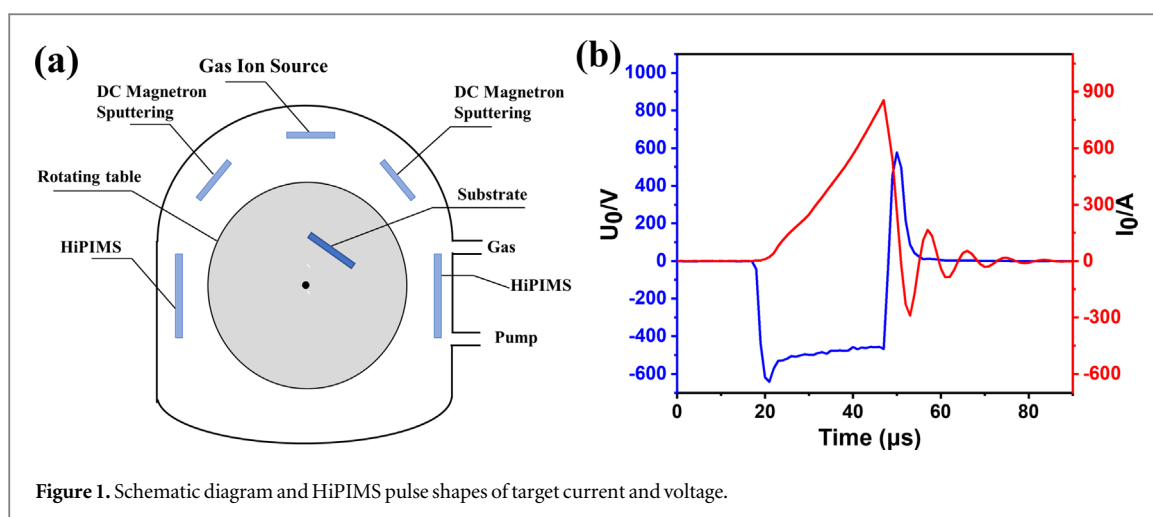 (a)
Gas Ion Source
DC Magnetron
Sputtering
DC Magnetron
Sputtering
Rotating table
Substrate
HiPIMS
Gas
HiPIMS
Pump
(b)
1000
800
600
400
200
0
-200
-400
-600
U0/V
900
600
300
0
-300
-600
I0/A
0
20
40
60
80
Time (μs)
Figure 1. Schematic diagram and HiPIMS pulse shapes of target current and voltage.